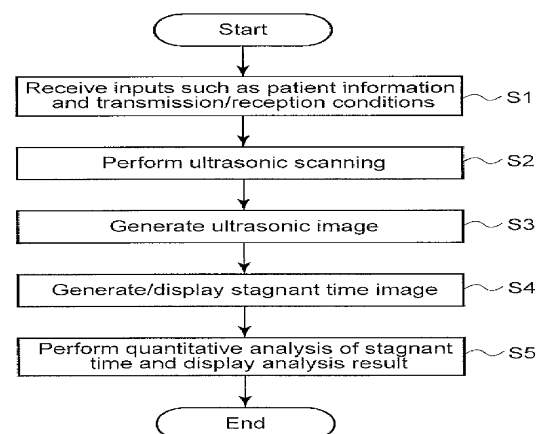 Start
Receive inputs such as patient information
and transmission/reception conditions
S1
Perform ultrasonic scanning
S2
Generate ultrasonic image
S3
Generate/display stagnant time image
S4
Perform quantitative analysis of stagnant
time and display analysis result
S5
End